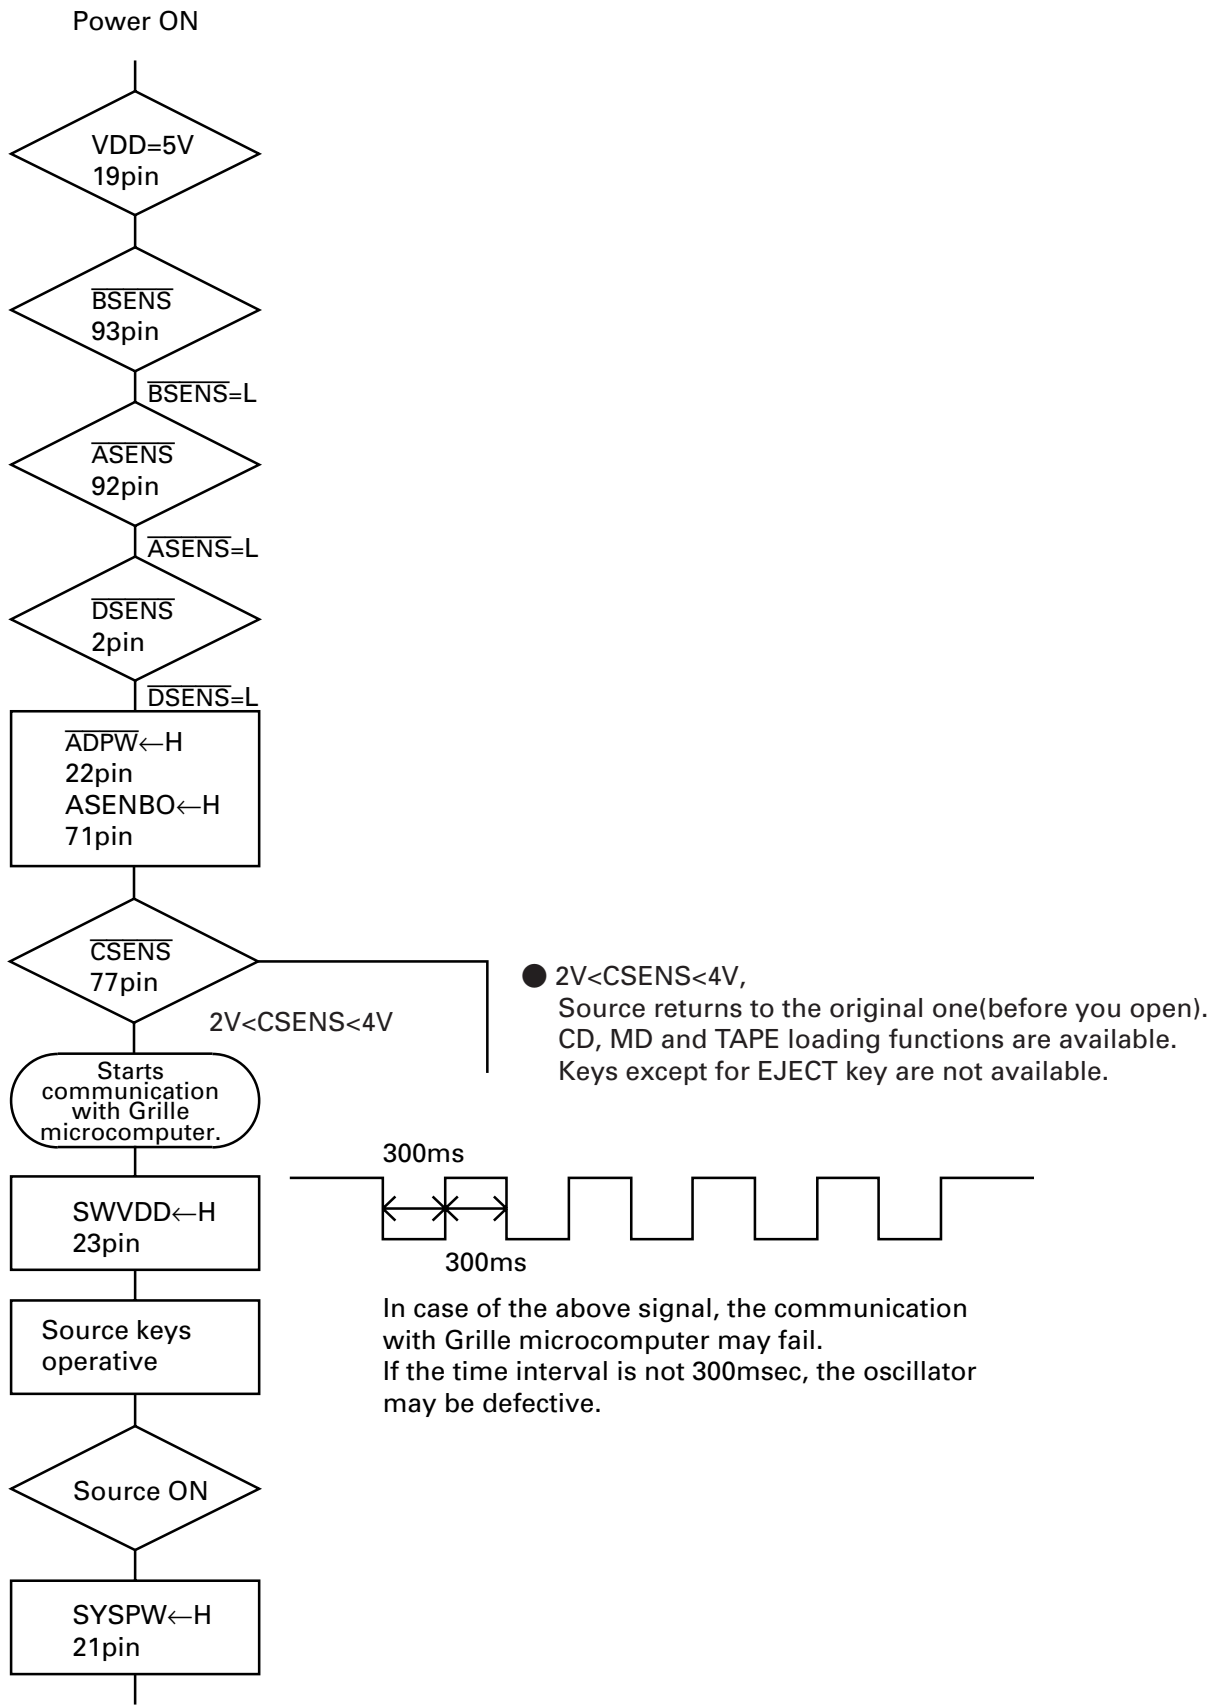 Power ON
VDD=5V
19pin
BSENS
93pin
BSENS=L
ASENS
92pin
ASENS=L
DSENS
2pin
DSENS=L
ADPW←H
22pin
ASENBO←H
71pin
CSENS
77pin
2V<CSENS<4V
● 2V<CSENS<4V,
Source returns to the original one(before you open).
CD, MD and TAPE loading functions are available.
Keys except for EJECT key are not available.
Starts
communication
with Grille
microcomputer.
300ms
300ms
In case of the above signal, the communication
with Grille microcomputer may fail.
If the time interval is not 300msec, the oscillator
may be defective.
SWVDD←H
23pin
Source keys
operative
Source ON
SYSPW←H
21pin